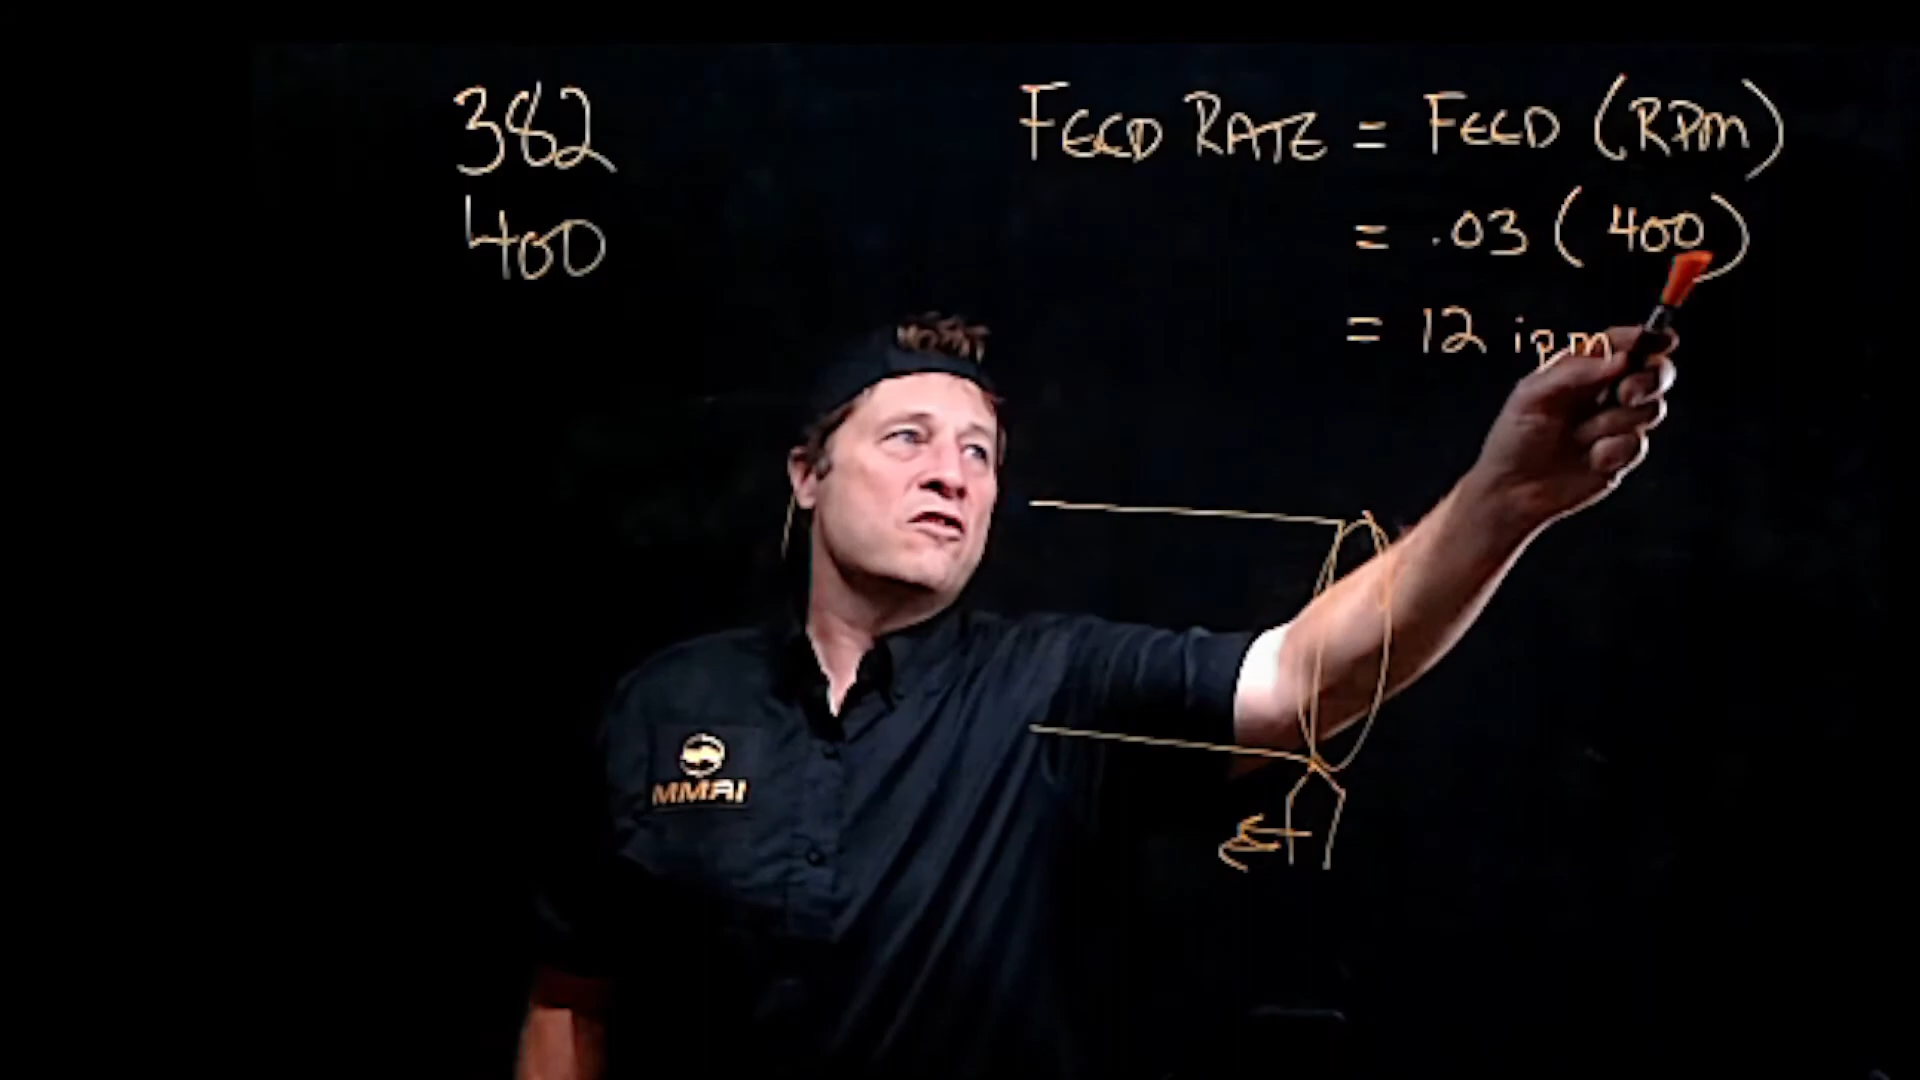 382
400
FEED RATE = FEED (RPM)
= .03 (400)
= 12 ipm
MMAI